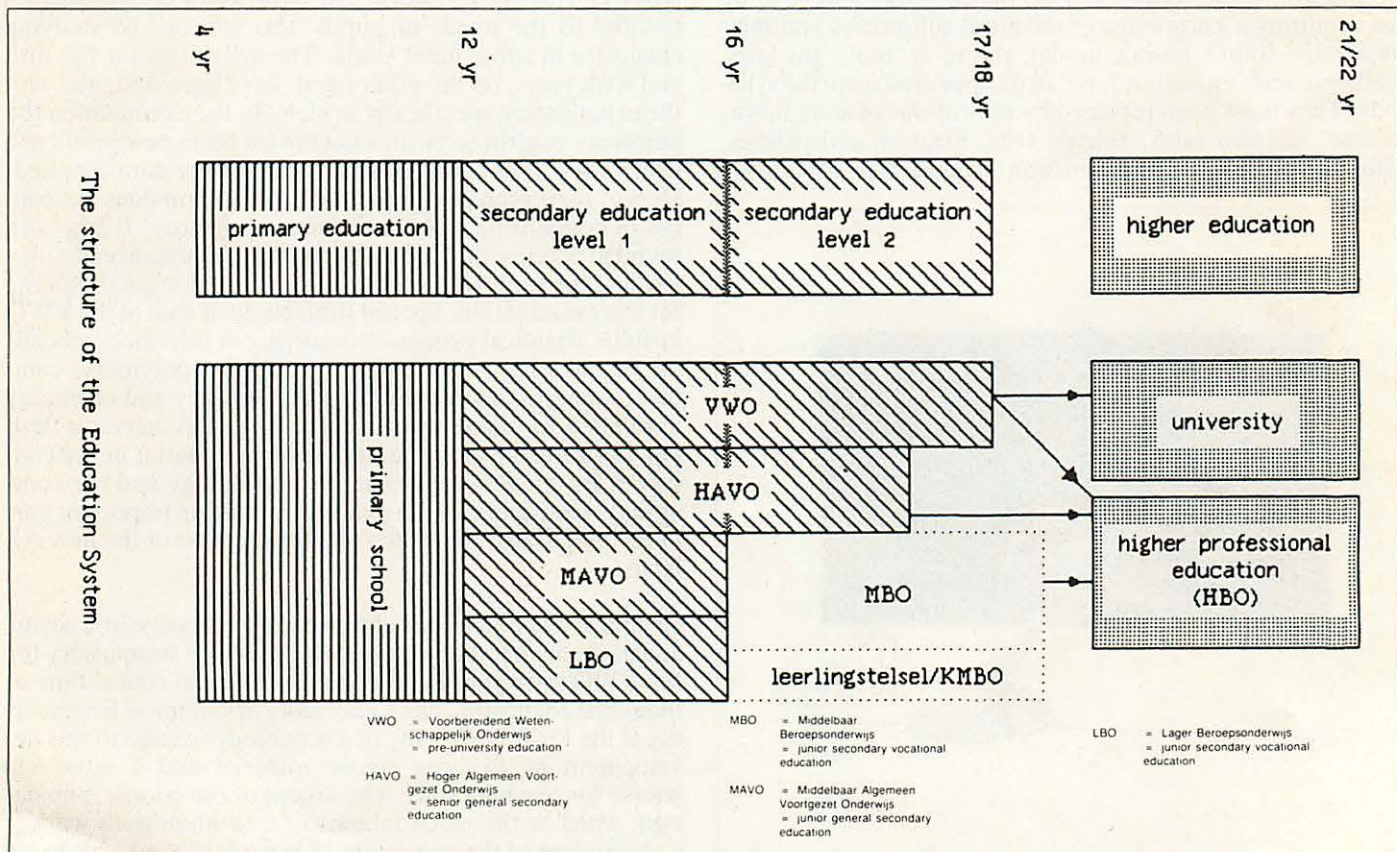 The structure of the Education System
4 yr
12 yr
16 yr
17/18 yr
21/22 yr
primary education
secondary education
level 1
secondary education
level 2
higher education
primary school
VWO
HAVO
MAVO
LBO
MBO
leerlingstelsel/KMBO
university
higher professional
education
(HBO)
VWO = Voorbereidend Weten-
schappelijk Onderwijs
= pre-university education
HAVO = Hoger Algemeen Voort-
gezet Onderwijs
= senior general secondary
education
MBO = Middelbaar
Beroepsonderwijs
= junior secondary vocational
education
MAVO = Middelbaar Algemeen
Voortgezet Onderwijs
= junior general secondary
education
LBO = Lager Beroepsonderwijs
= junior secondary vocational
education